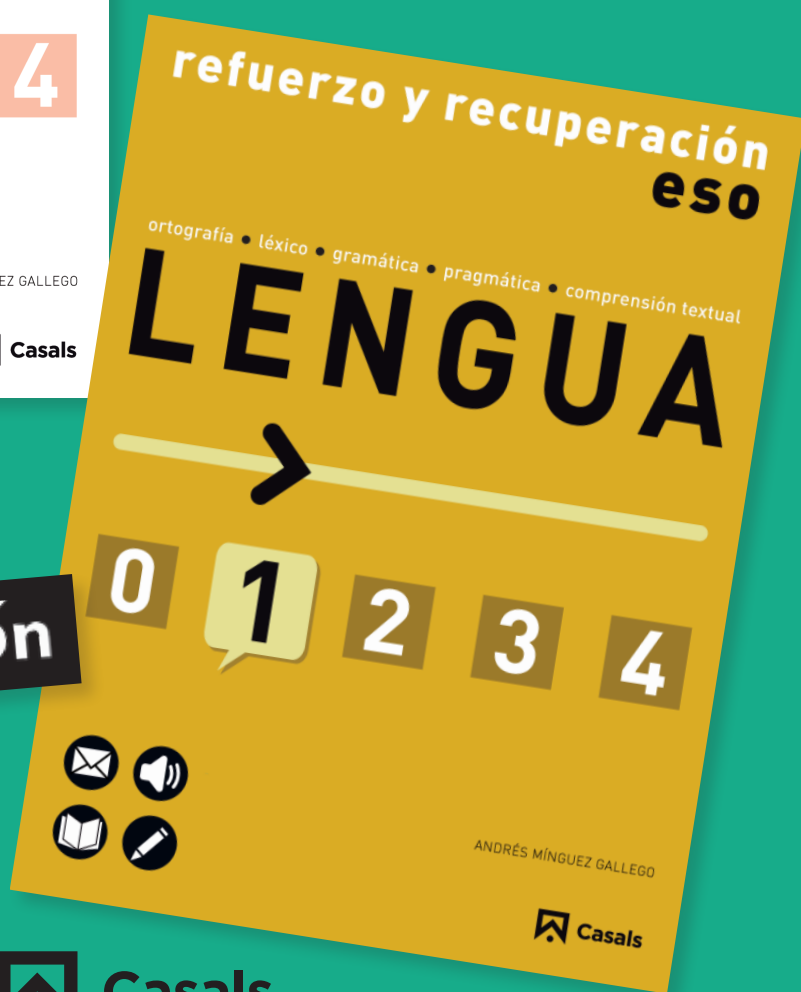 4
EZ GALLEGO
Casals
refuerzo y recuperación
eso
ortografía • léxico • gramática • pragmática • comprensión textual
LENGUA
0 1 2 3 4
ón
ANDRÉS MÍNGUEZ GALLEGO
Casals
Casals